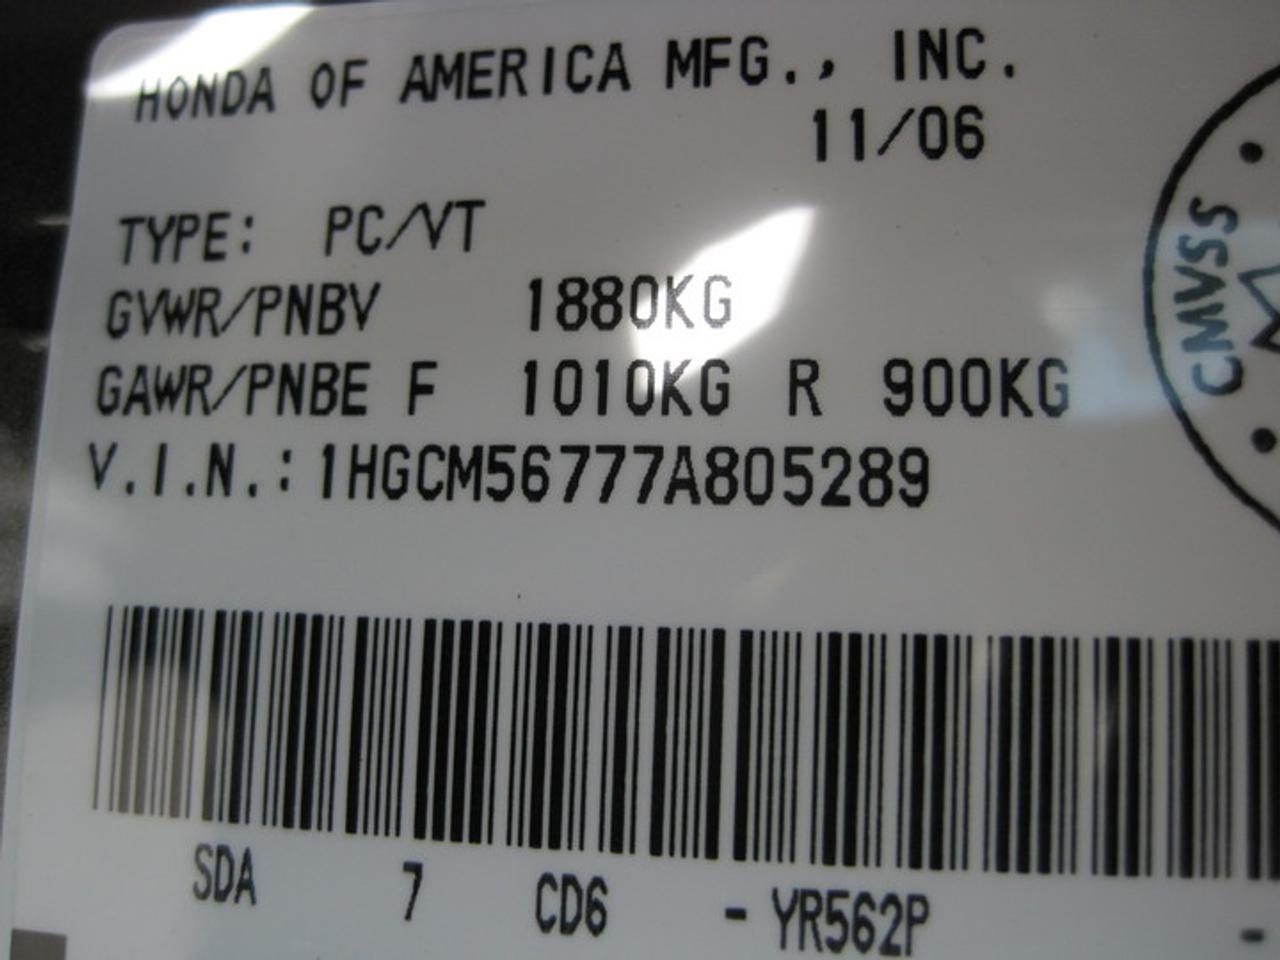 HONDA OF AMERICA MFG., INC.
11/06
TYPE: PC/VT
GVWR/PNBV 1880KG
GAWR/PNBE F 1010KG R 900KG
V.I.N.: 1HGCM56777A805289
CMVSS
SDA 7 CD6 - YR562P -